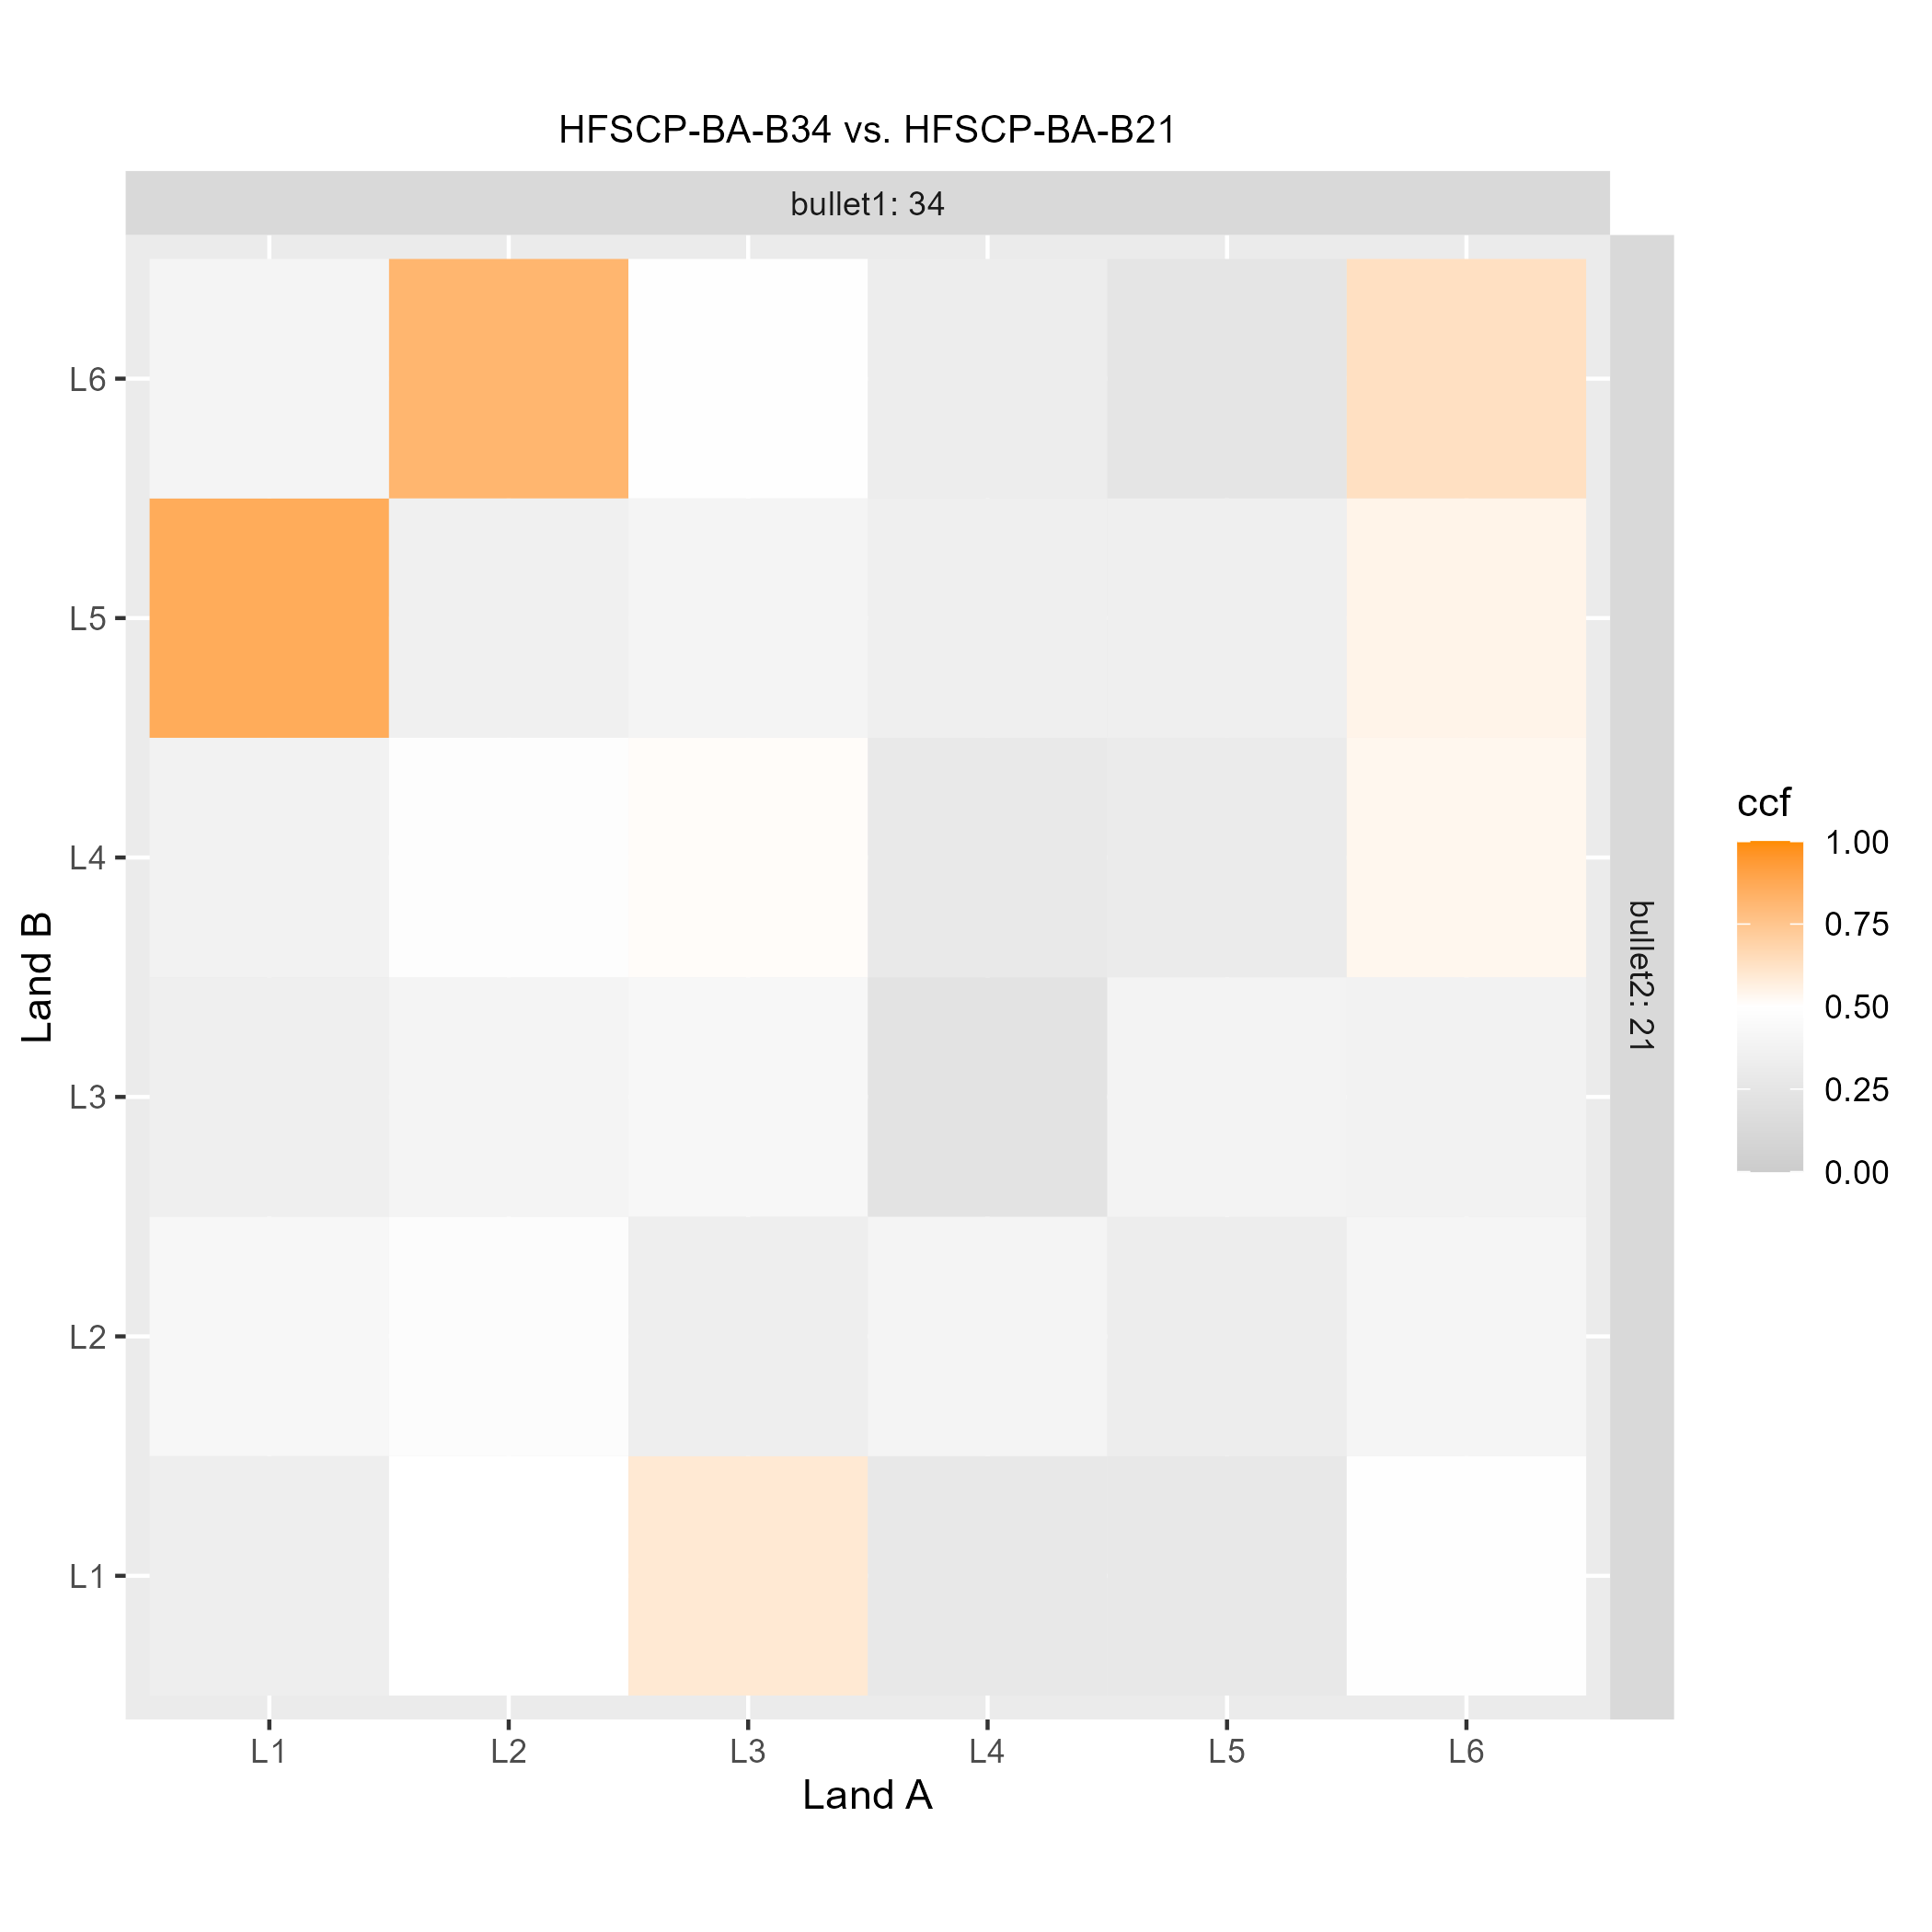 HFSCP-BA-B34 vs. HFSCP-BA-B21
bullet1: 34
L6
L5
L4
L3
L2
L1
Land B
L1 L2 L3 L4 L5 L6
Land A
bullet2: 21
ccf
1.00
0.75
0.50
0.25
0.00